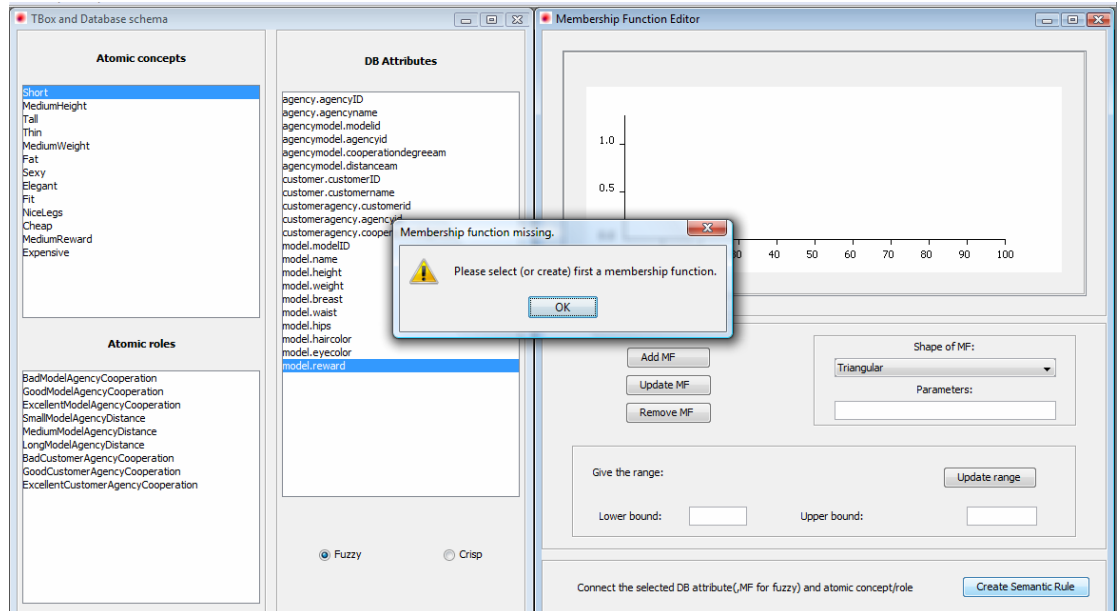 TBox and Database schema
Atomic concepts
Short
MediumHeight
Tall
Thin
MediumWeight
Fat
Sexy
Elegant
Fit
NiceLegs
Cheap
MediumReward
Expensive
Atomic roles
BadModelAgencyCooperation
GoodModelAgencyCooperation
ExcellentModelAgencyCooperation
SmallModelAgencyDistance
MediumModelAgencyDistance
LongModelAgencyDistance
BadCustomerAgencyCooperation
GoodCustomerAgencyCooperation
ExcellentCustomerAgencyCooperation
DB Attributes
agency.agencyID
agency.agencyname
agencymodel.modelid
agencymodel.agencyid
agencymodel.cooperationdegreeam
agencymodel.distanceam
customer.customerID
customer.customername
customeragency.customerid
customeragency.agencyid
customeragency.cooper
model.modelID
model.name
model.height
model.weight
model.breast
model.waist
model.hips
model.haircolor
model.eyecolor
model.reward
Fuzzy Crisp
Membership function missing.
Please select (or create) first a membership function.
OK
Membership Function Editor
1.0
0.5
40 50 60 70 80 90 100
Add MF
Update MF
Remove MF
Shape of MF:
Triangular
Parameters:
Give the range:
Update range
Lower bound: Upper bound:
Connect the selected DB attribute(,MF for fuzzy) and atomic concept/role
Create Semantic Rule